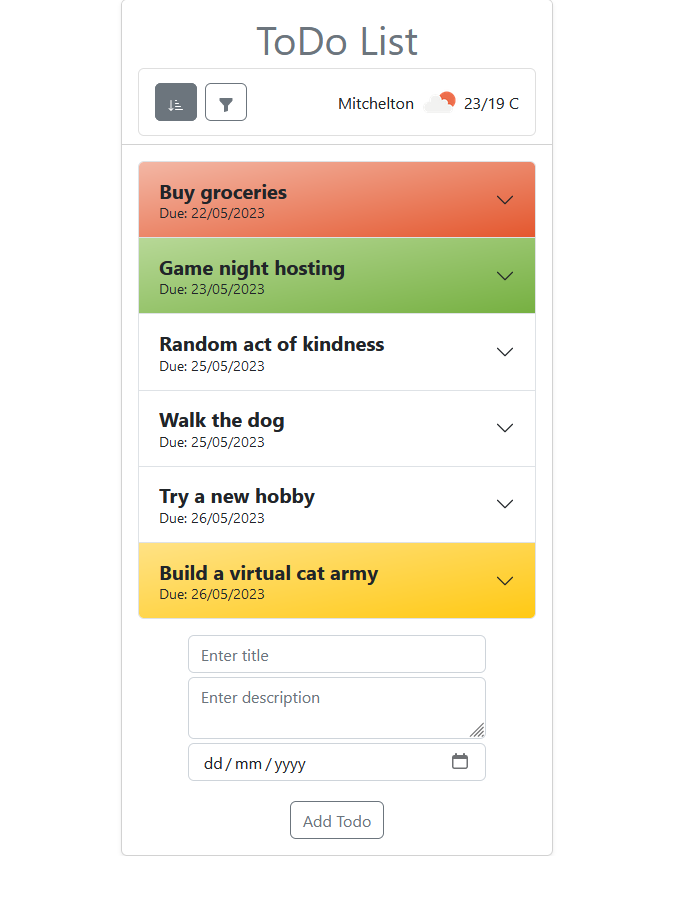 ToDo List
Mitchelton 23/19 C
Buy groceries
Due: 22/05/2023
Game night hosting
Due: 23/05/2023
Random act of kindness
Due: 25/05/2023
Walk the dog
Due: 25/05/2023
Try a new hobby
Due: 26/05/2023
Build a virtual cat army
Due: 26/05/2023
Enter title
Enter description
dd/mm/yyyy
Add Todo